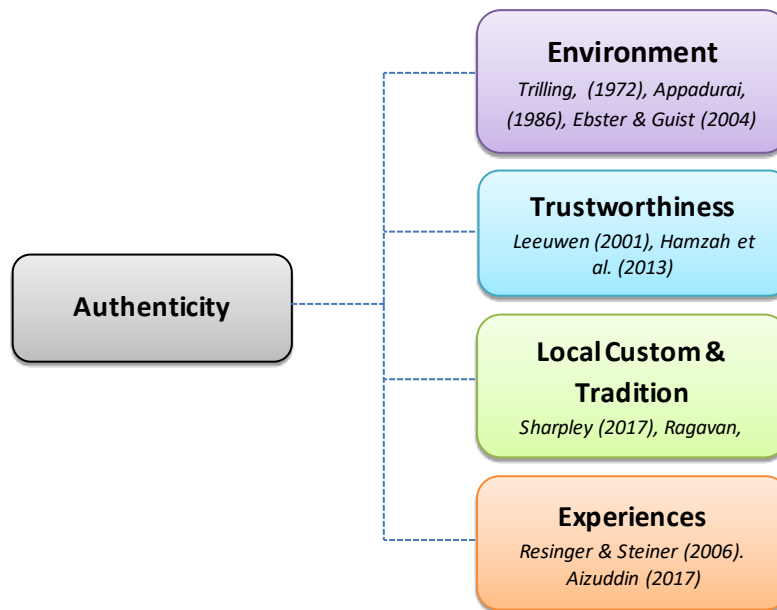 Authenticity
Environment
Trilling, (1972), Appadurai,
(1986), Ebster & Guist (2004)
Trustworthiness
Leeuwen (2001), Hamzah et
al. (2013)
Local Custom &
Tradition
Sharpley (2017), Ragavan,
Experiences
Resinger & Steiner (2006).
Aizuddin (2017)